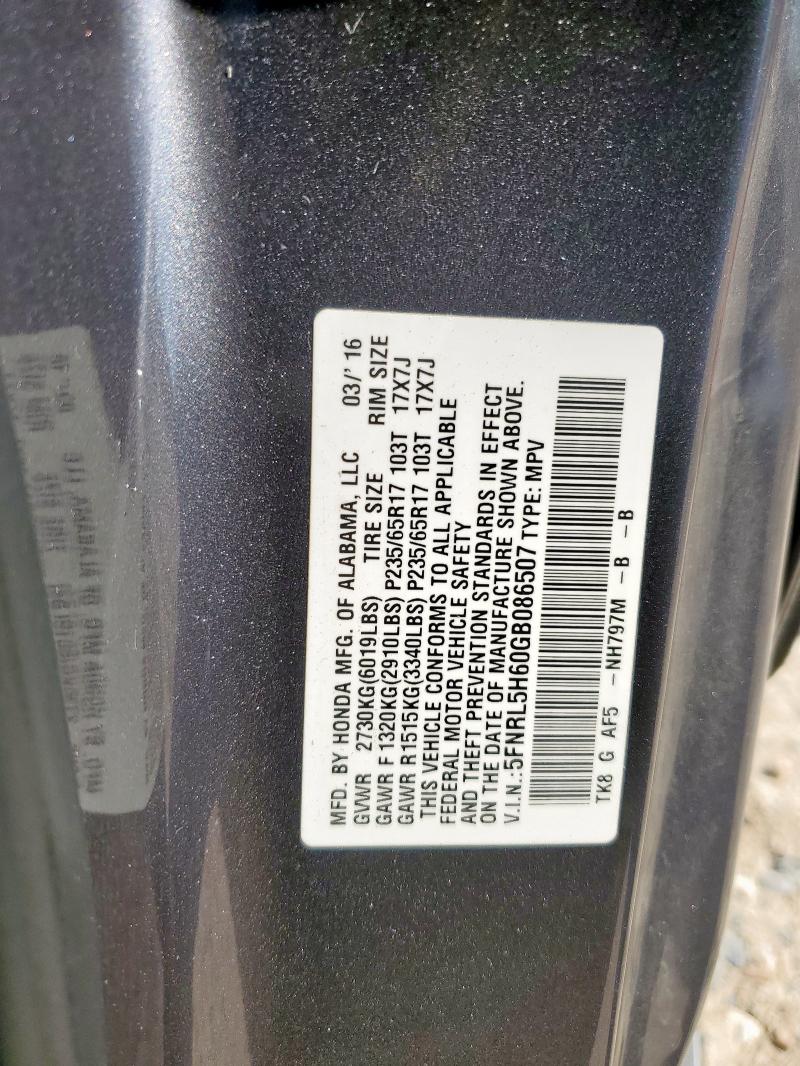 MFD. BY HONDA MFG. OF ALABAMA, LLC 03/'16
GVWR 2730KG(6019LBS) TIRE SIZE RIM SIZE
GAWR F 1320KG(2910LBS) P235/65R17 103T 17X7J
GAWR R 1515KG(3340LBS) P235/65R17 103T 17X7J
THIS VEHICLE CONFORMS TO ALL APPLICABLE
FEDERAL MOTOR VEHICLE SAFETY
AND THEFT PREVENTION STANDARDS IN EFFECT
ON THE DATE OF MANUFACTURE SHOWN ABOVE.
V.I.N.:5FNRL5H60GB086507 TYPE: MPV
TK8 G AF5 -NH797M -B -B